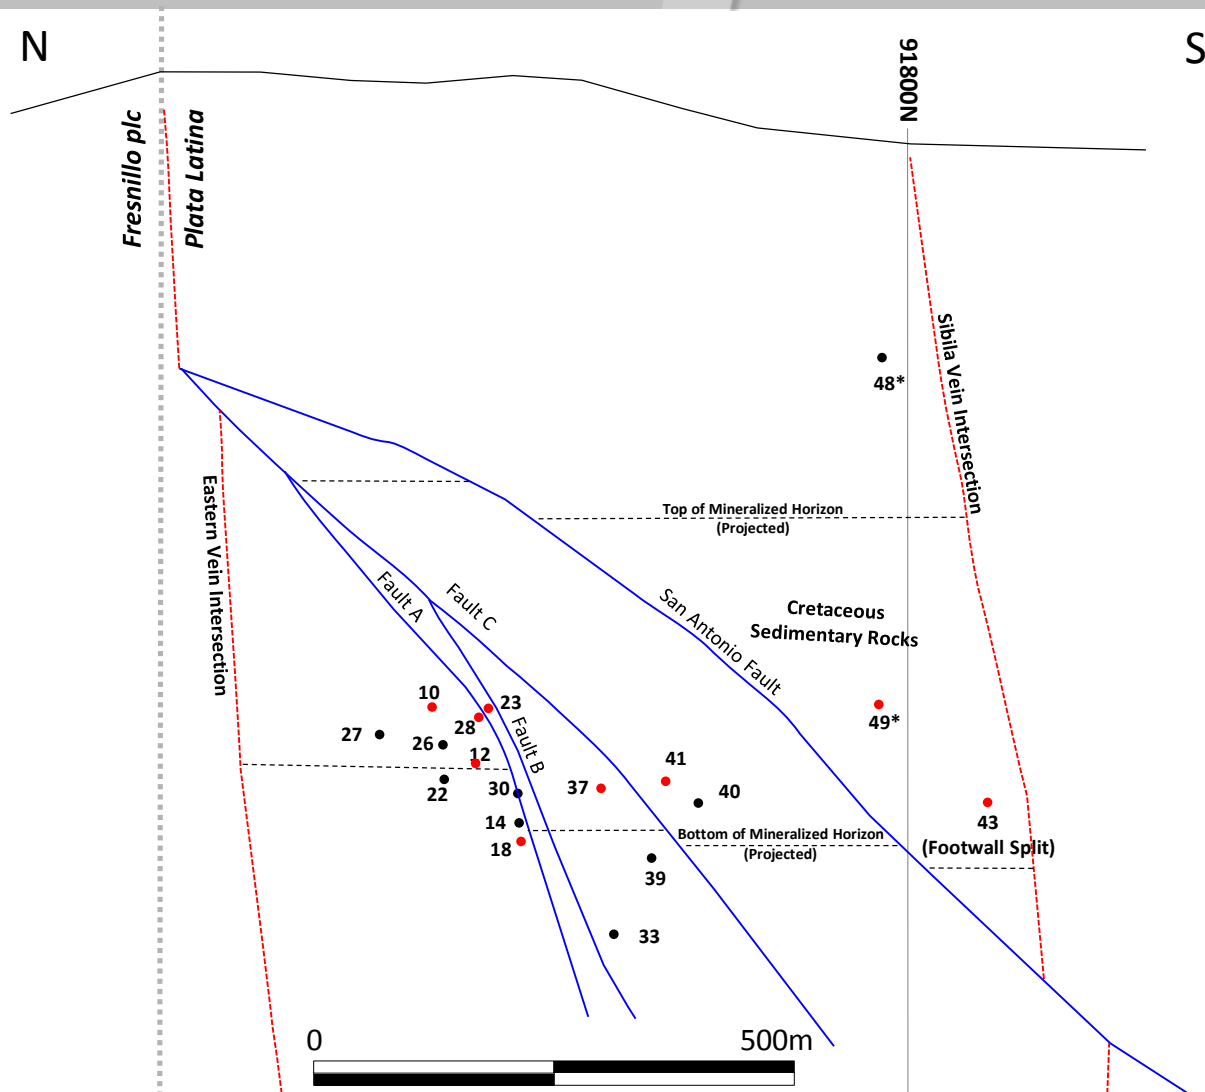 N
S
91800N
Fresnillo plc
Plata Latina
48*
Sibila Vein Intersection
Eastern Vein Intersection
Top of Mineralized Horizon
(Projected)
Fault A
Fault C
San Antonio Fault
Cretaceous
Sedimentary Rocks
10
23
28
49*
27
26
Fault B
12
41
22
30
37
40
14
43
Bottom of Mineralized Horizon
(Projected)
(Footwall Split)
18
39
33
0
500m